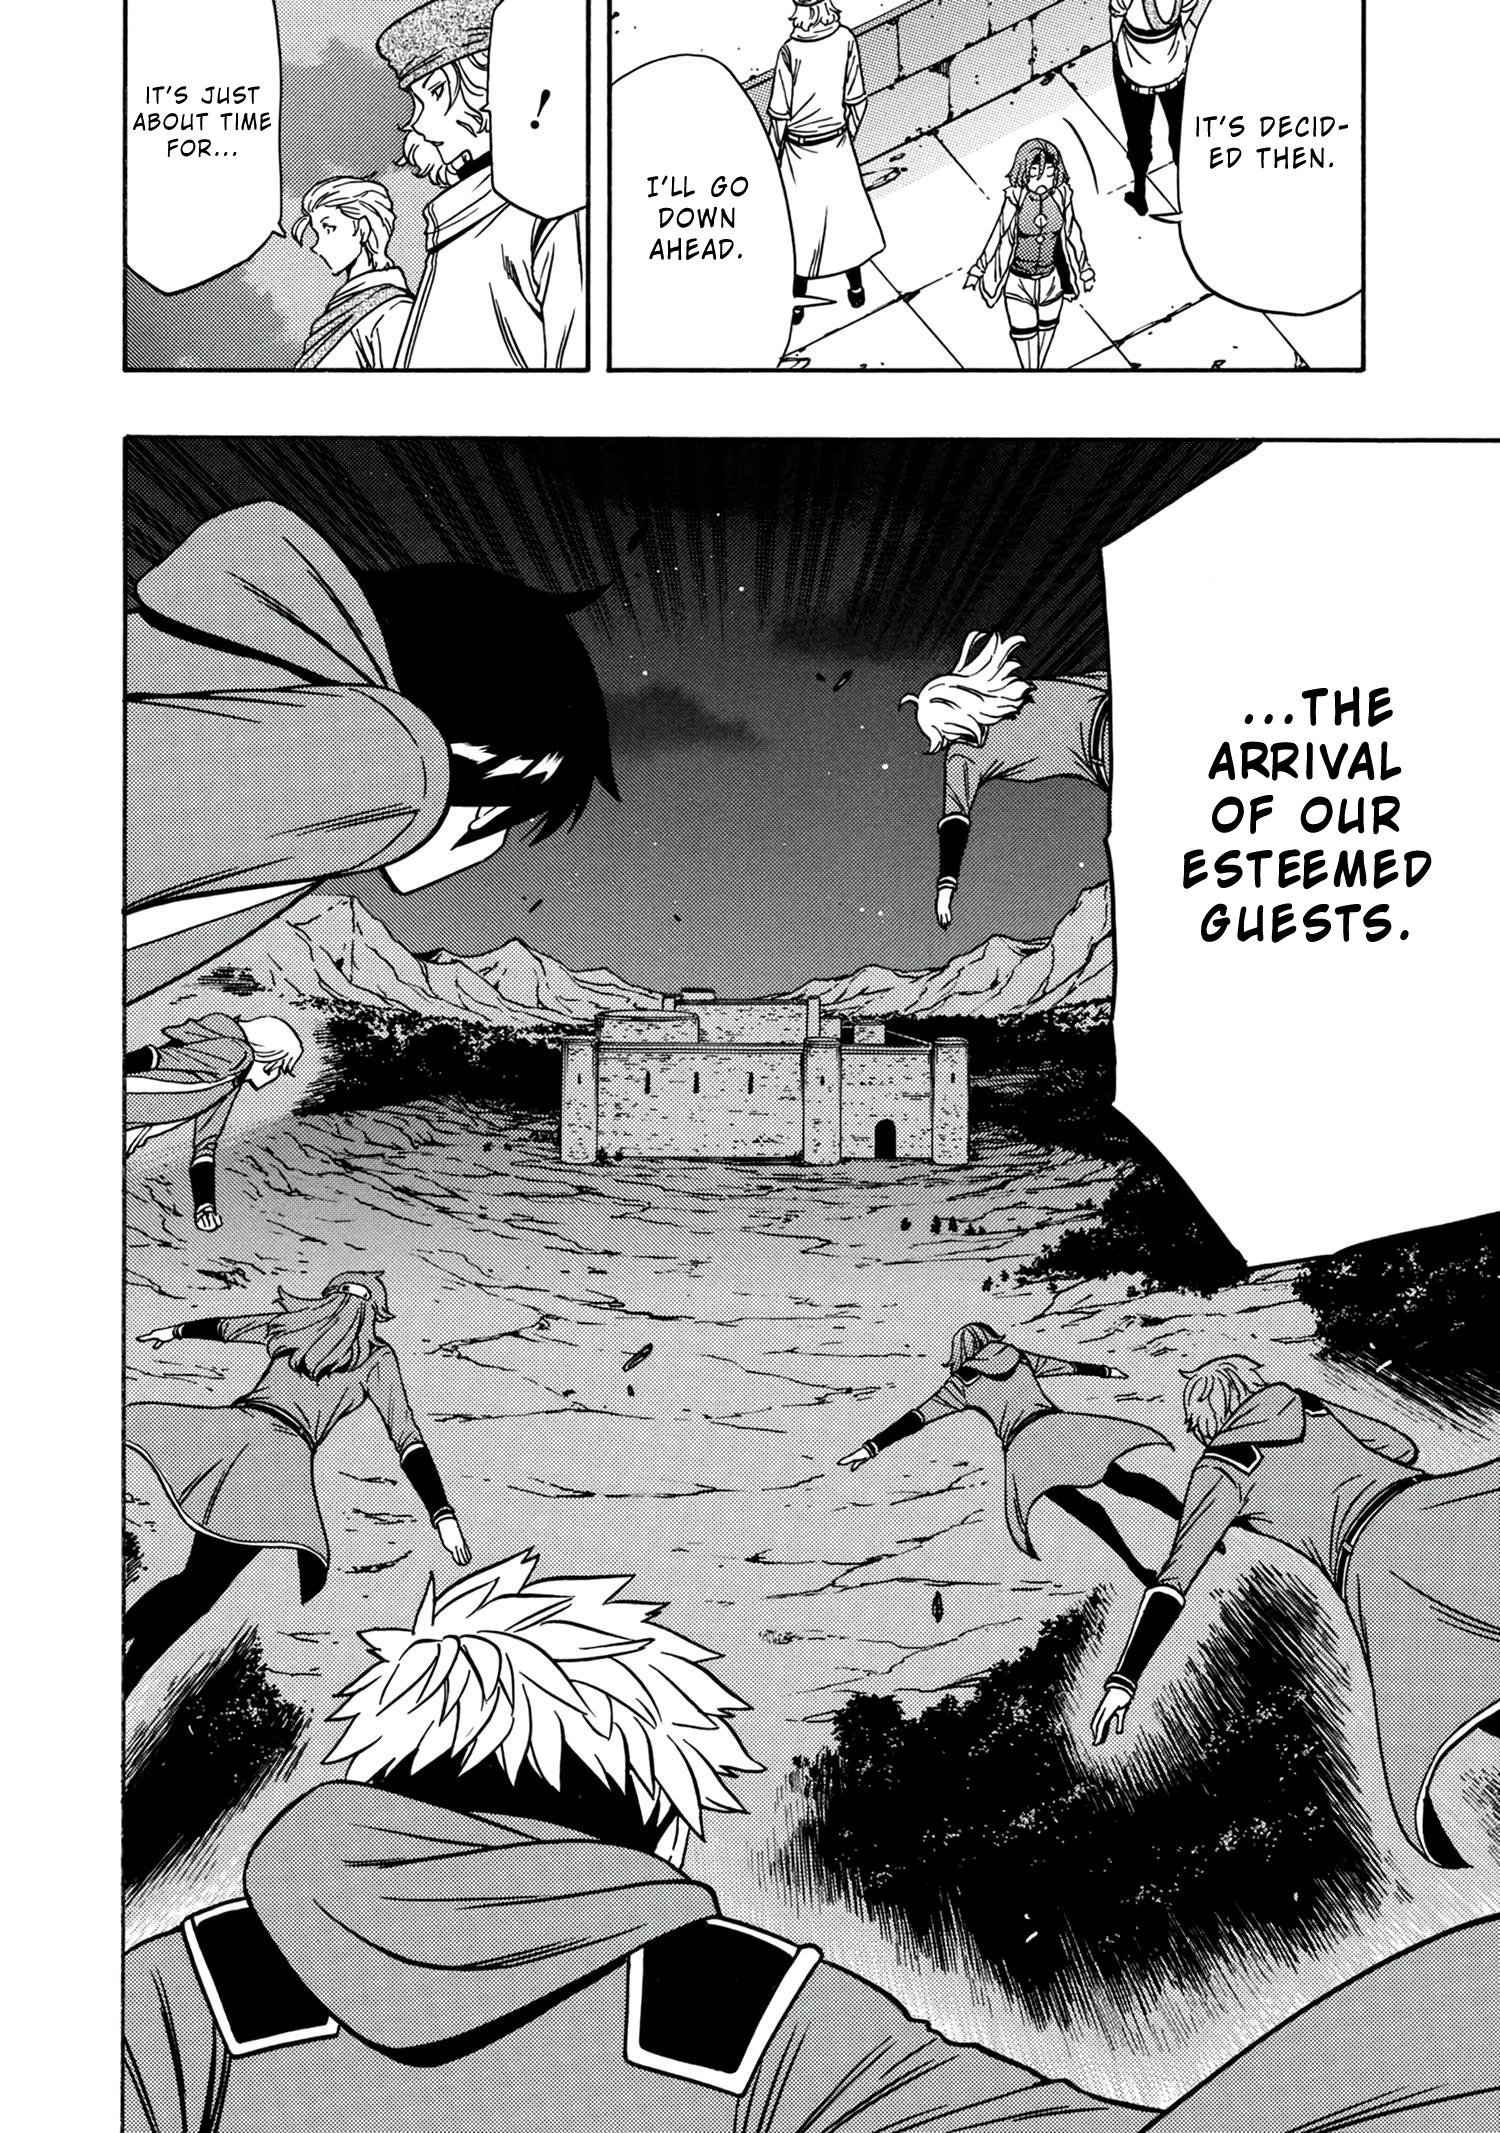 IT'S DECID-
ED THEN.
I'LL GO
DOWN
AHEAD.
!
IT'S JUST
ABOUT TIME
FOR...
...THE
ARRIVAL
OF OUR
ESTEEMED
GUESTS.